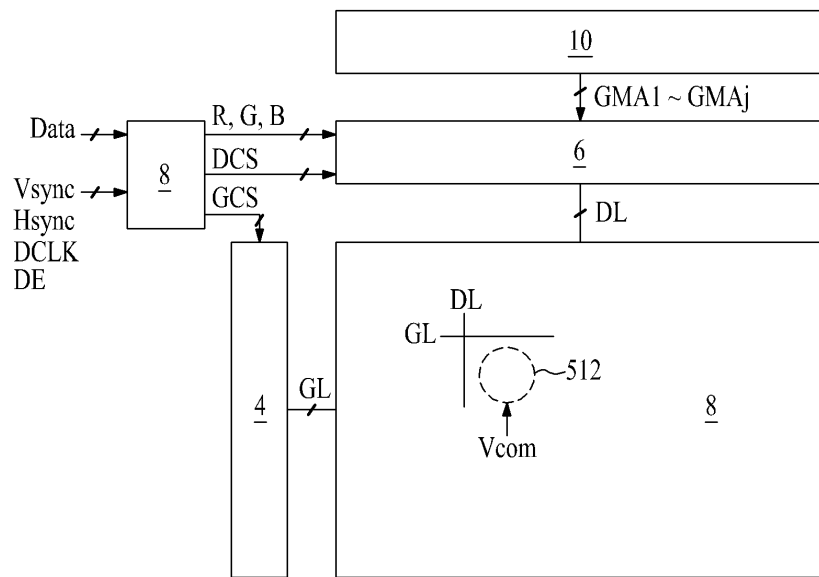 10
GMA1 ~ GMAj
Data
R, G, B
8
6
DCS
Vsync
GCS
Hsync
DCLK
DE
DL
DL
GL
512
GL
4
8
Vcom